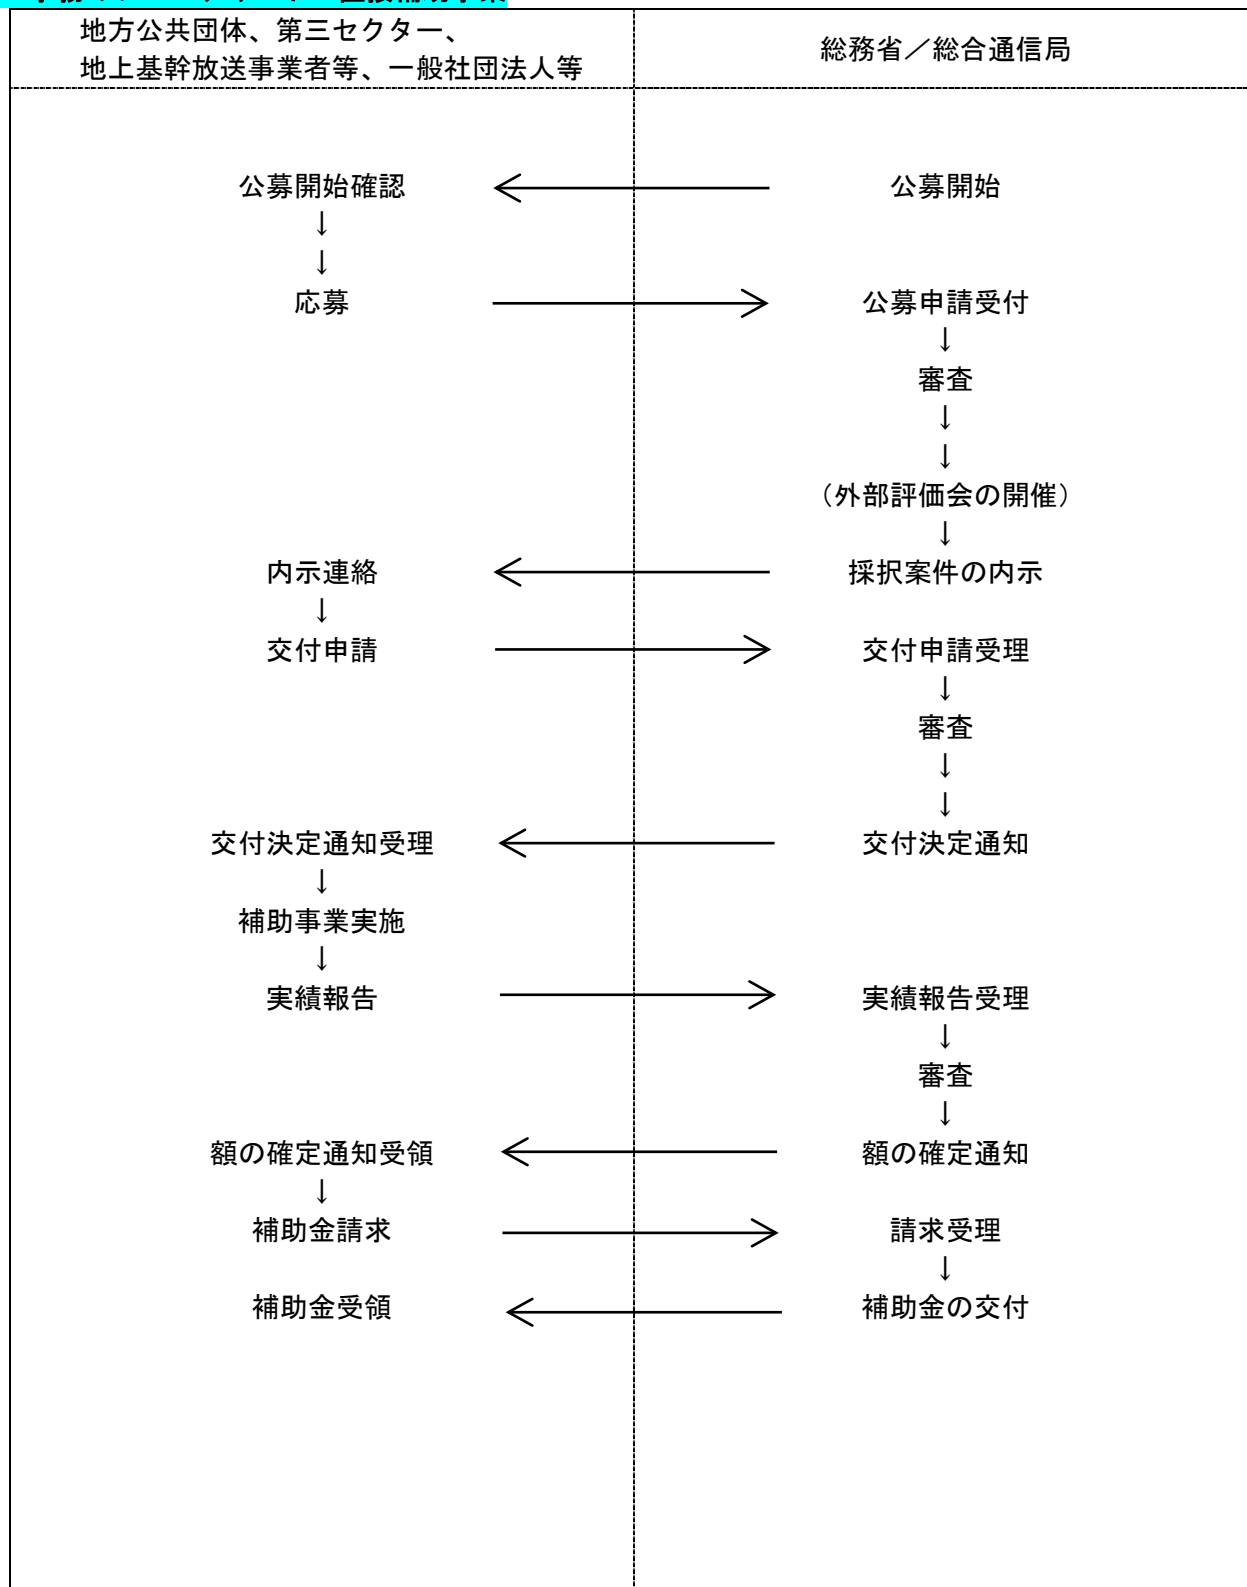 地方公共団体、第三セクター、
地上基幹放送事業者等、一般社団法人等
総務省／総合通信局
公募開始確認 ← 公募開始
↓
↓
応募 → 公募申請受付
↓
審査
↓
↓
（外部評価会の開催）
↓
内示連絡 ← 採択案件の内示
↓
交付申請 → 交付申請受理
↓
審査
↓
↓
交付決定通知受理 ← 交付決定通知
↓
補助事業実施
↓
実績報告 → 実績報告受理
↓
審査
↓
額の確定通知受領 ← 額の確定通知
↓
補助金請求 → 請求受理
↓
補助金受領 ← 補助金の交付